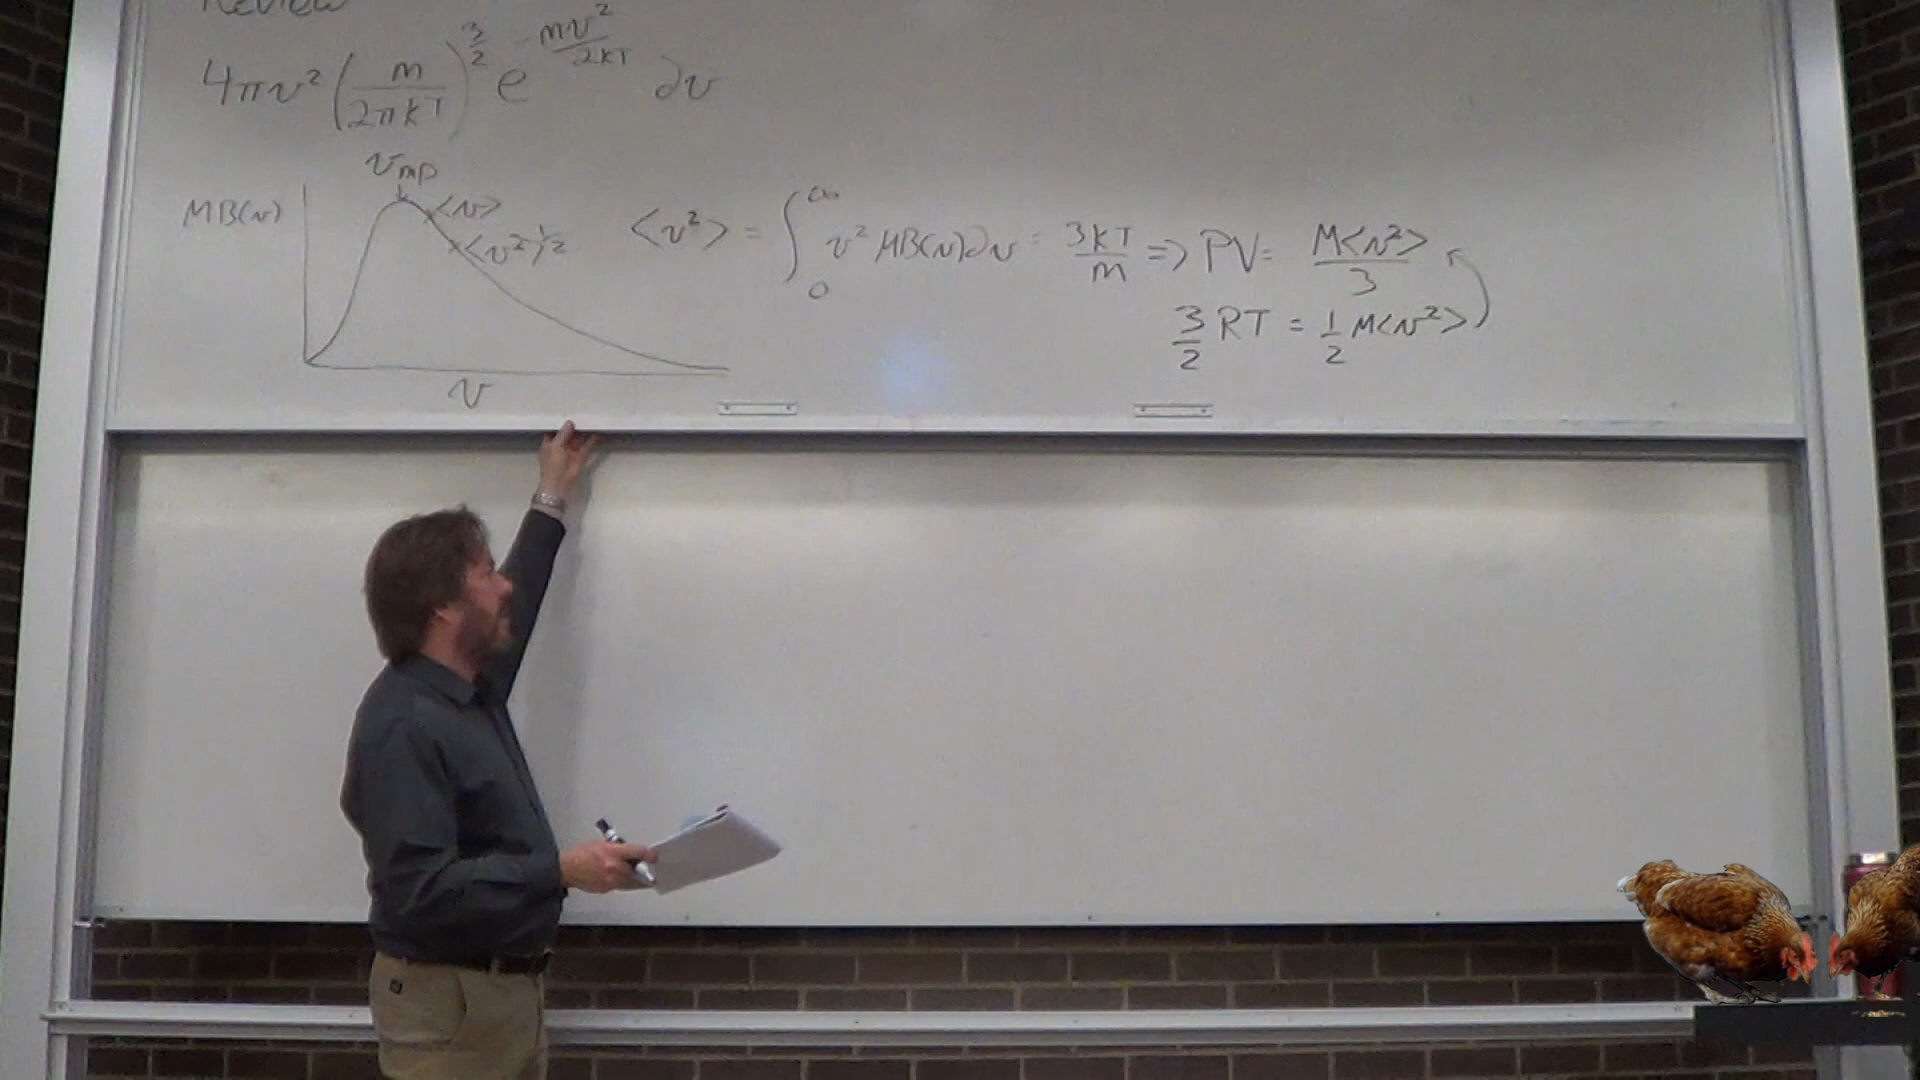 Review
4πv² (m/2πkT)^(3/2) e^(-mv²/2kT) ∂v
v_mp
MB(v)
<v>
<v²>^1/2
v
<v²> = ∫₀^∞ v² MB(v)∂v = 3kT/m => PV = M<v²>/3
3/2 RT = 1/2 M<v²>